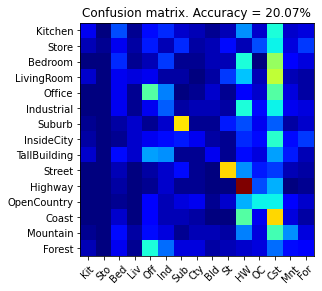 Confusion matrix. Accuracy = 20.07%
Kitchen
Store
Bedroom
LivingRoom
Office
Industrial
Suburb
InsideCity
TallBuilding
Street
Highway
OpenCountry
Coast
Mountain
Forest
Kit Sto Bed Liv Off Ind Sub Cty Bld St HW OC Cst Mnt For